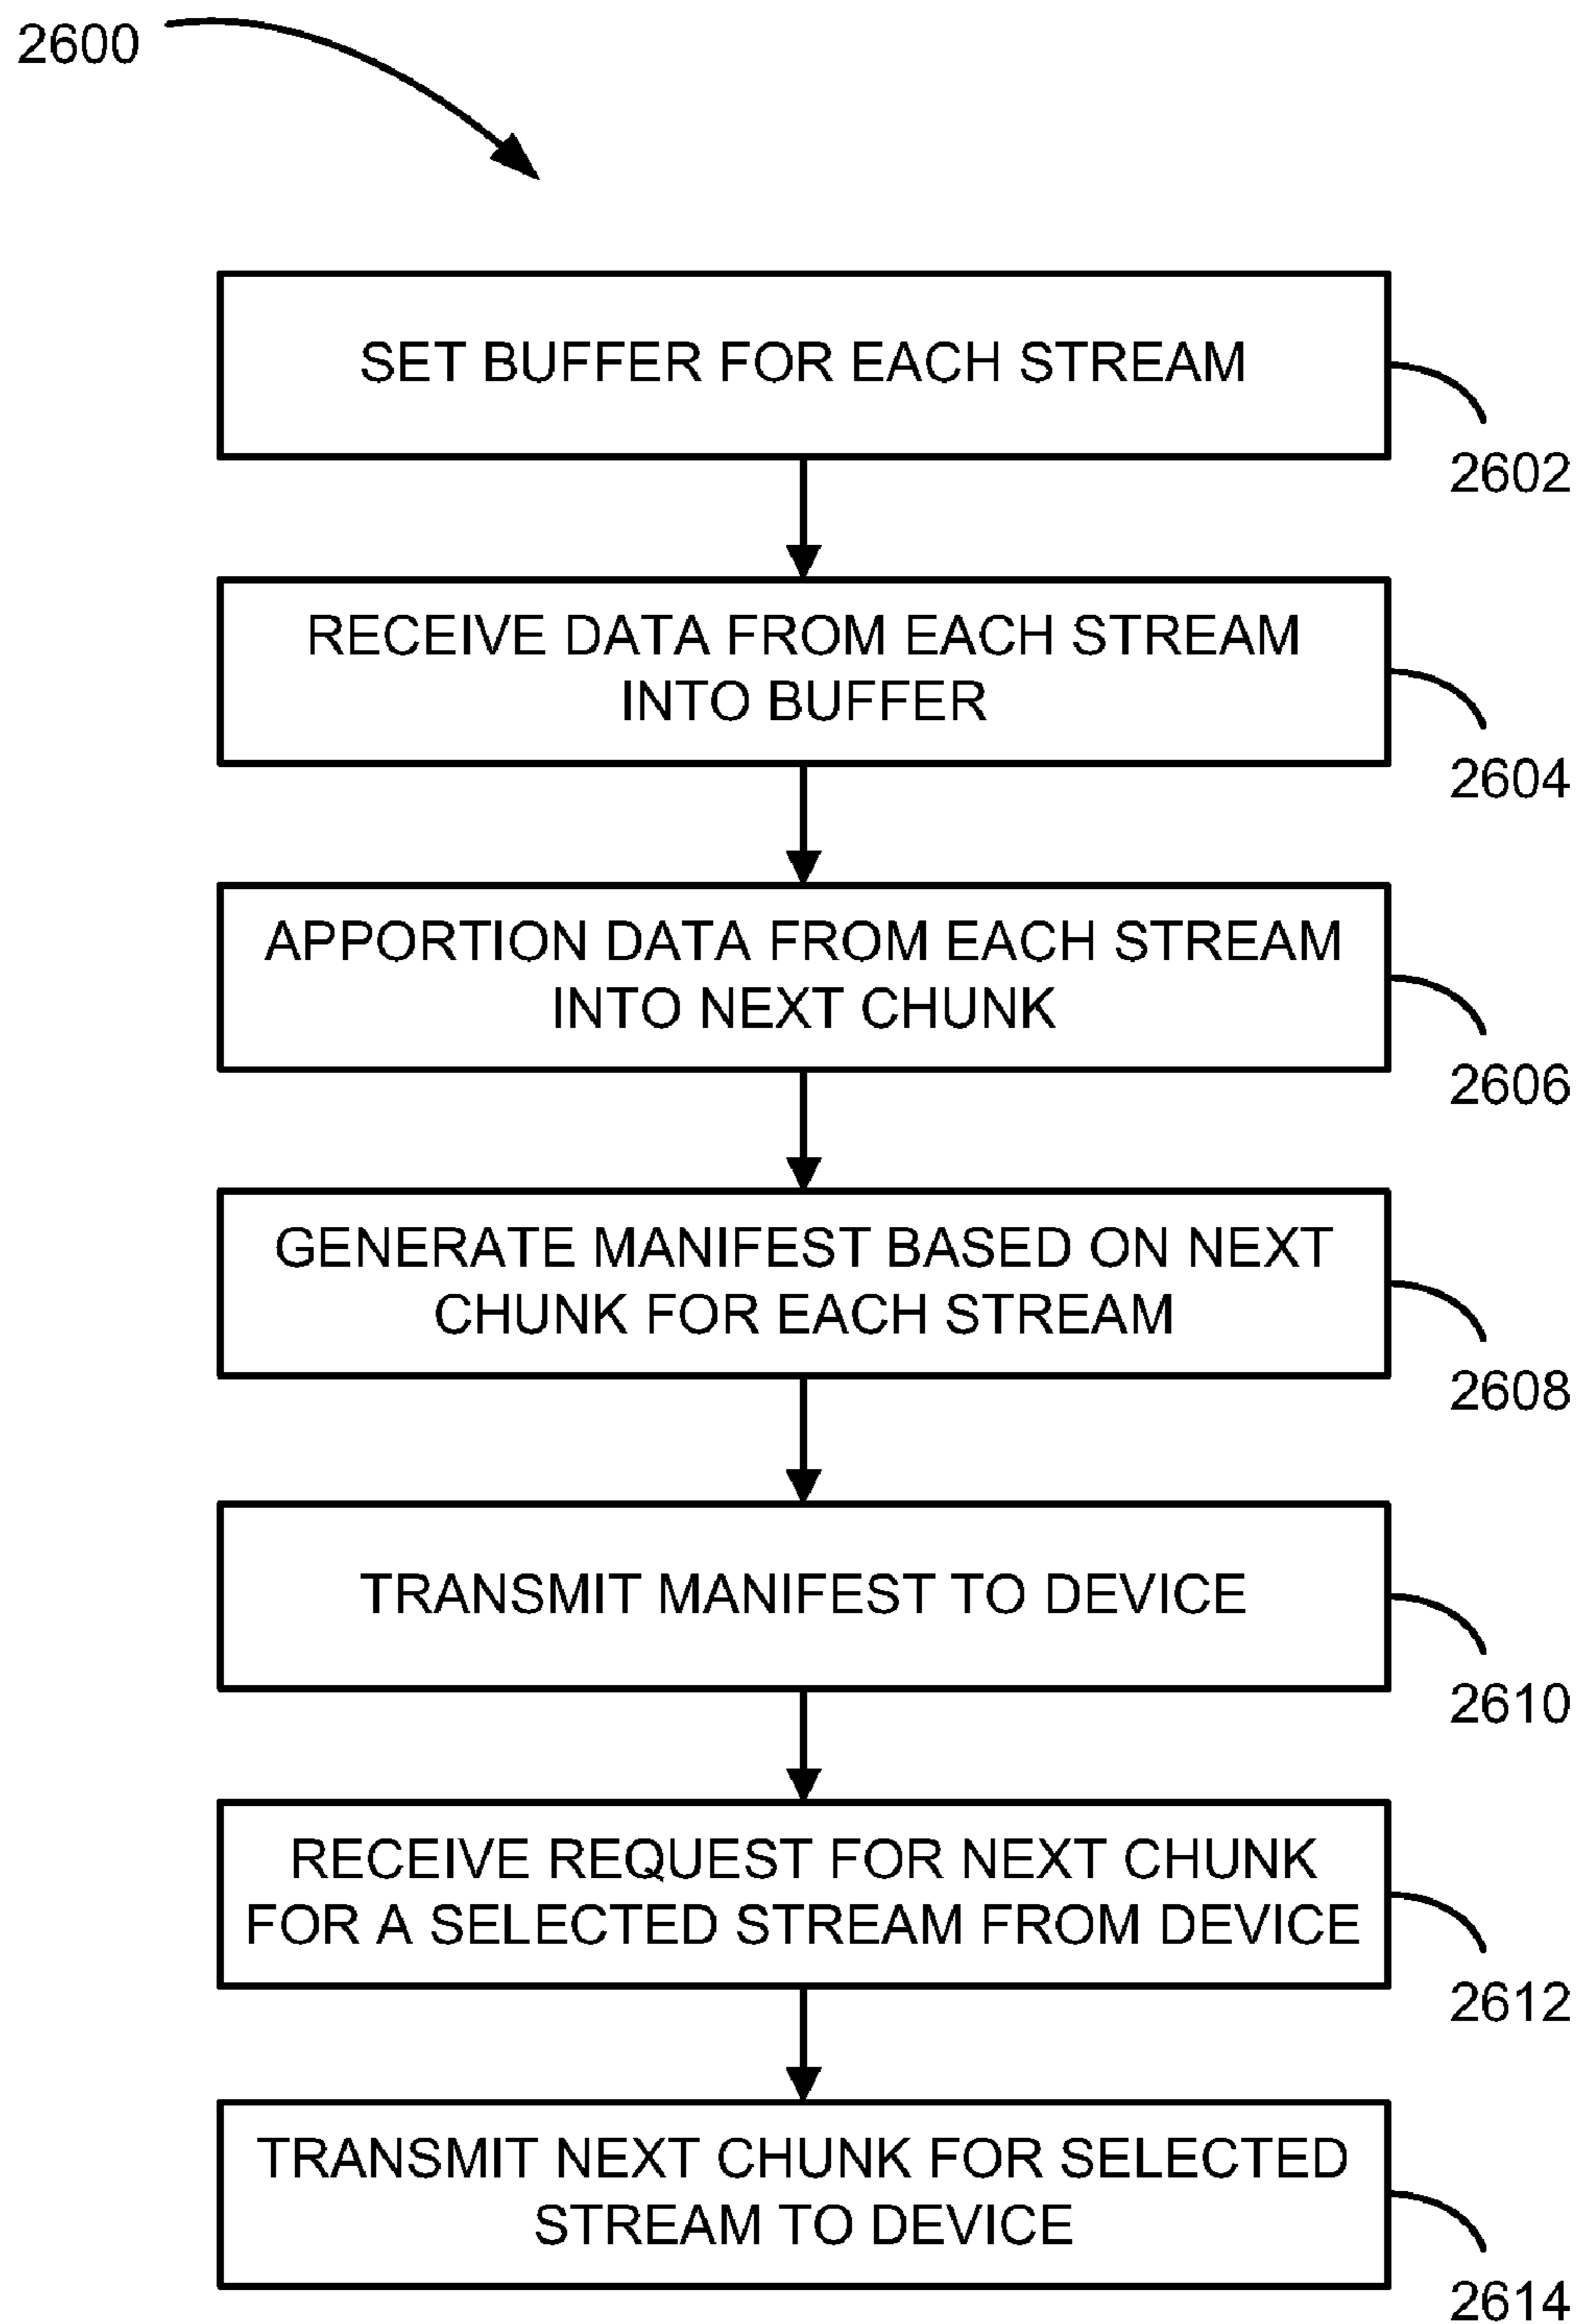 2600
SET BUFFER FOR EACH STREAM
2602
RECEIVE DATA FROM EACH STREAM
INTO BUFFER
2604
APPORTION DATA FROM EACH STREAM
INTO NEXT CHUNK
2606
GENERATE MANIFEST BASED ON NEXT
CHUNK FOR EACH STREAM
2608
TRANSMIT MANIFEST TO DEVICE
2610
RECEIVE REQUEST FOR NEXT CHUNK
FOR A SELECTED STREAM FROM DEVICE
2612
TRANSMIT NEXT CHUNK FOR SELECTED
STREAM TO DEVICE
2614